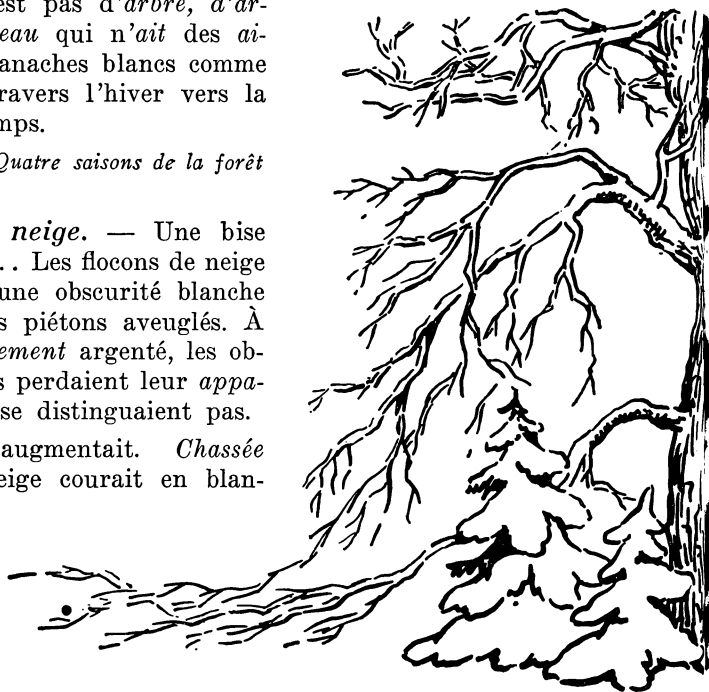 est pas d'arbre, d'ar-
eau qui n'ait des ai-
anaches blancs comme
ravers l'hiver vers la
mps.
Quatre saisons de la forêt
neige. — Une bise
.. Les flocons de neige
une obscurité blanche
s piétons aveuglés. À
ement argenté, les ob-
s perdaient leur appa-
se distinguaient pas.
augmentait. Chassée
eige courait en blan-